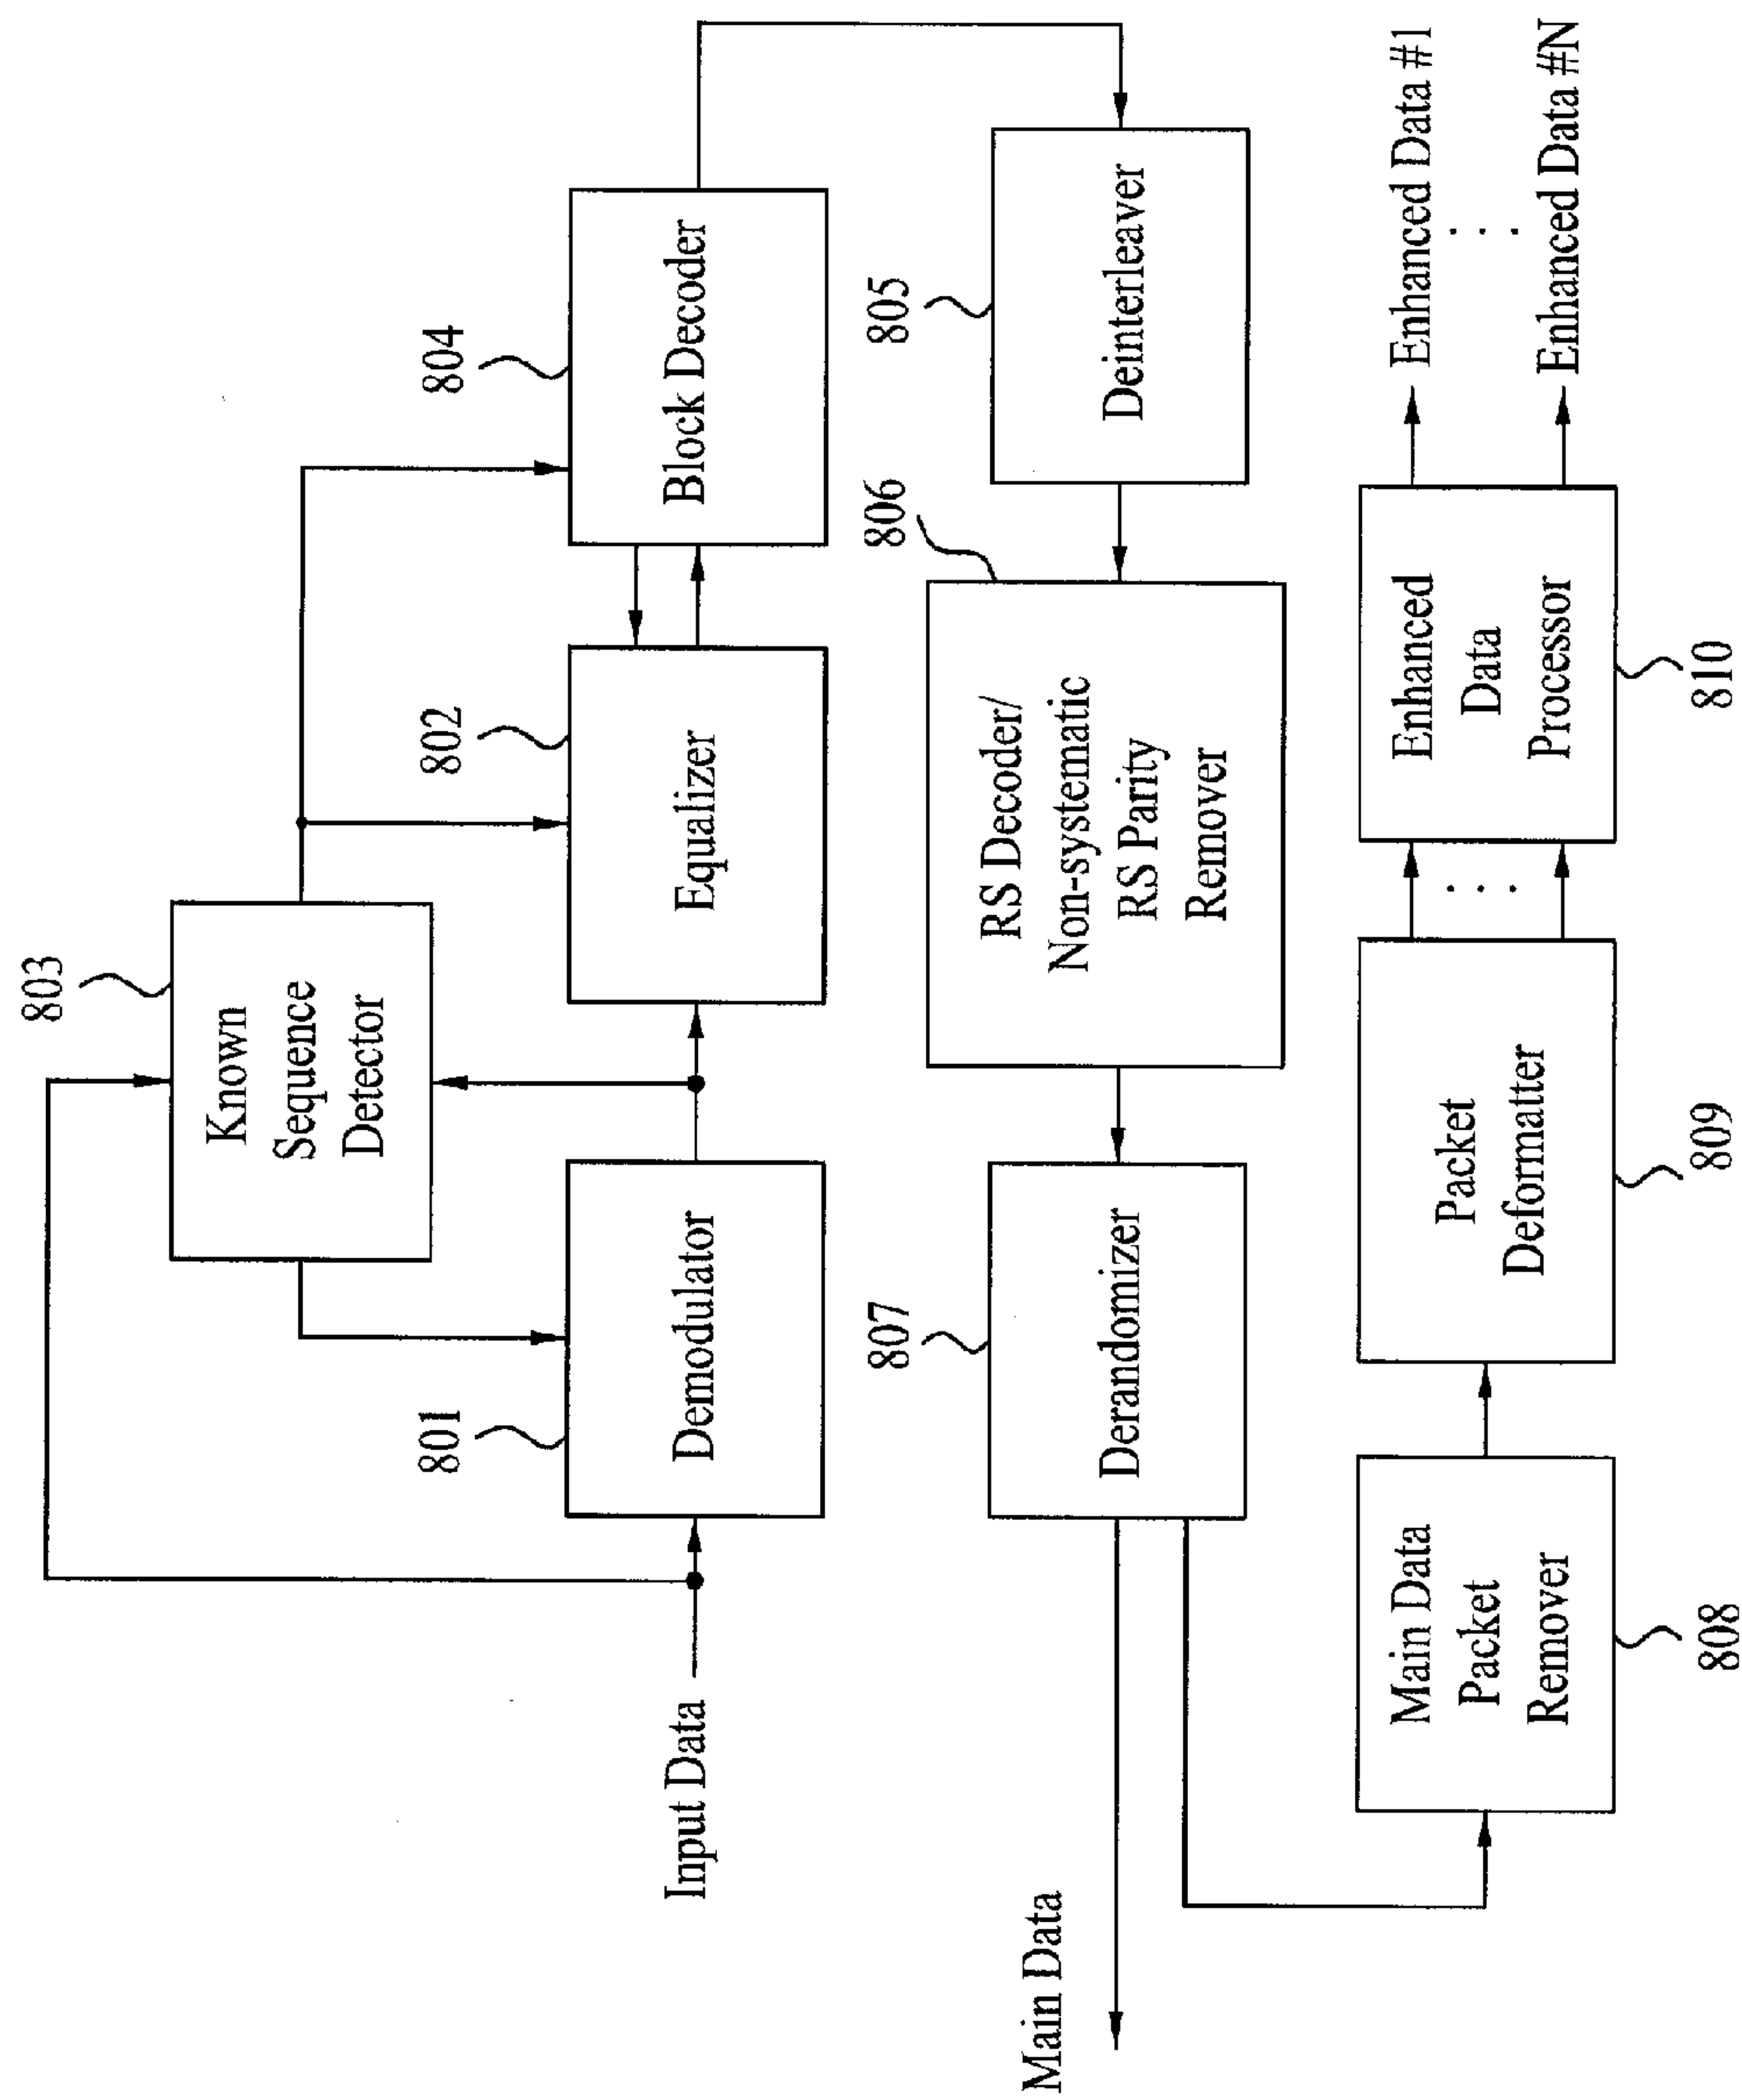 803
Known
Sequence
Detector
801
802
804
Input Data
Demodulator
Equalizer
Block Decoder
807
806
805
Main Data
Derandomizer
RS Decoder/
Non-systematic
RS Parity
Remover
Deinterleaver
Main Data
Packet
Remover
Packet
Deformatter
. . .
Enhanced
Data
Processor
Enhanced Data #1
. . .
Enhanced Data #N
808
809
810